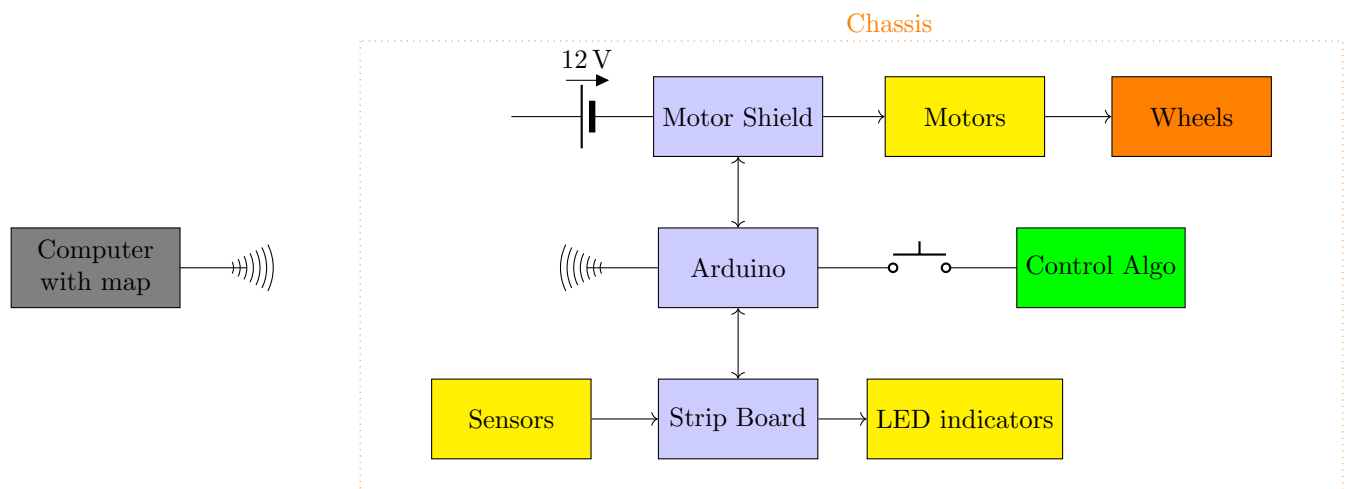 Chassis
12 V
Motor Shield
Motors
Wheels
Computer
with map
Arduino
Control Algo
Sensors
Strip Board
LED indicators